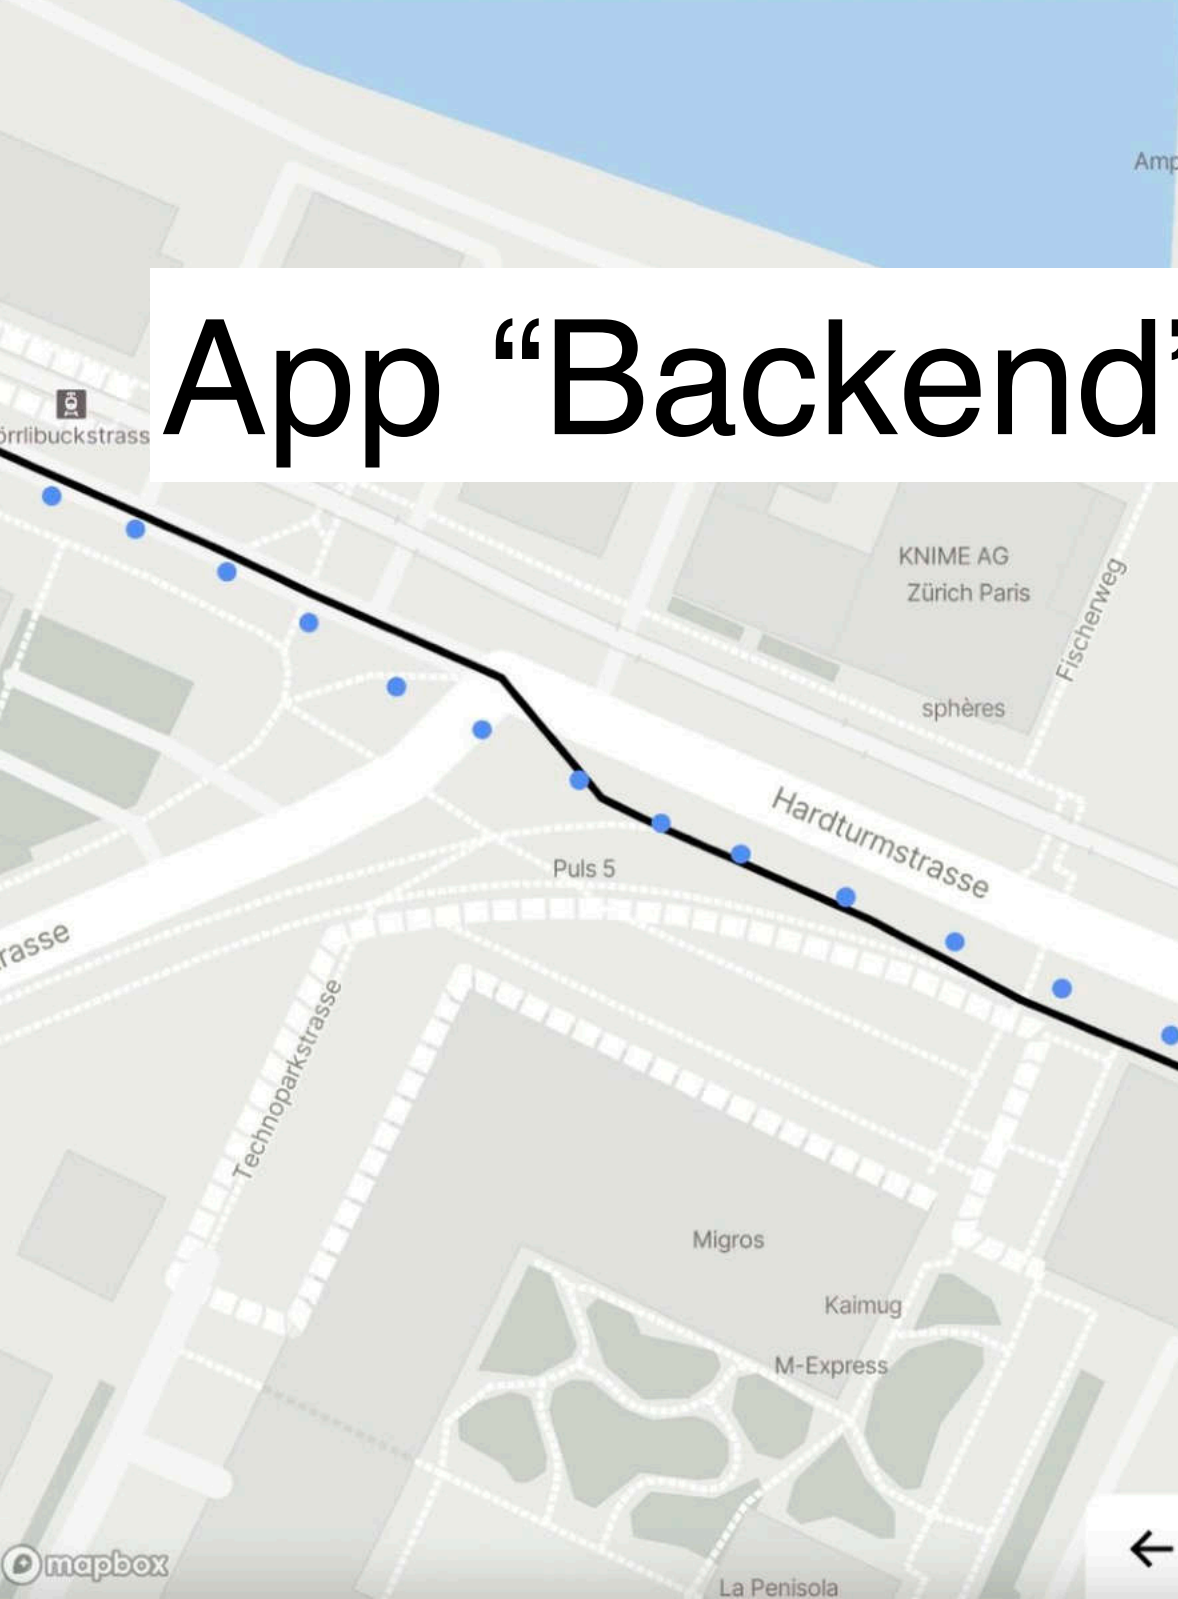 Amp
App “Backend”
örrlibuckstrass
KNIME AG
Zürich Paris
Fischerweg
sphères
Hardturmstrasse
Puls 5
rasse
Technoparkstrasse
Migros
Kaimug
M-Express
mapbox
La Penisola